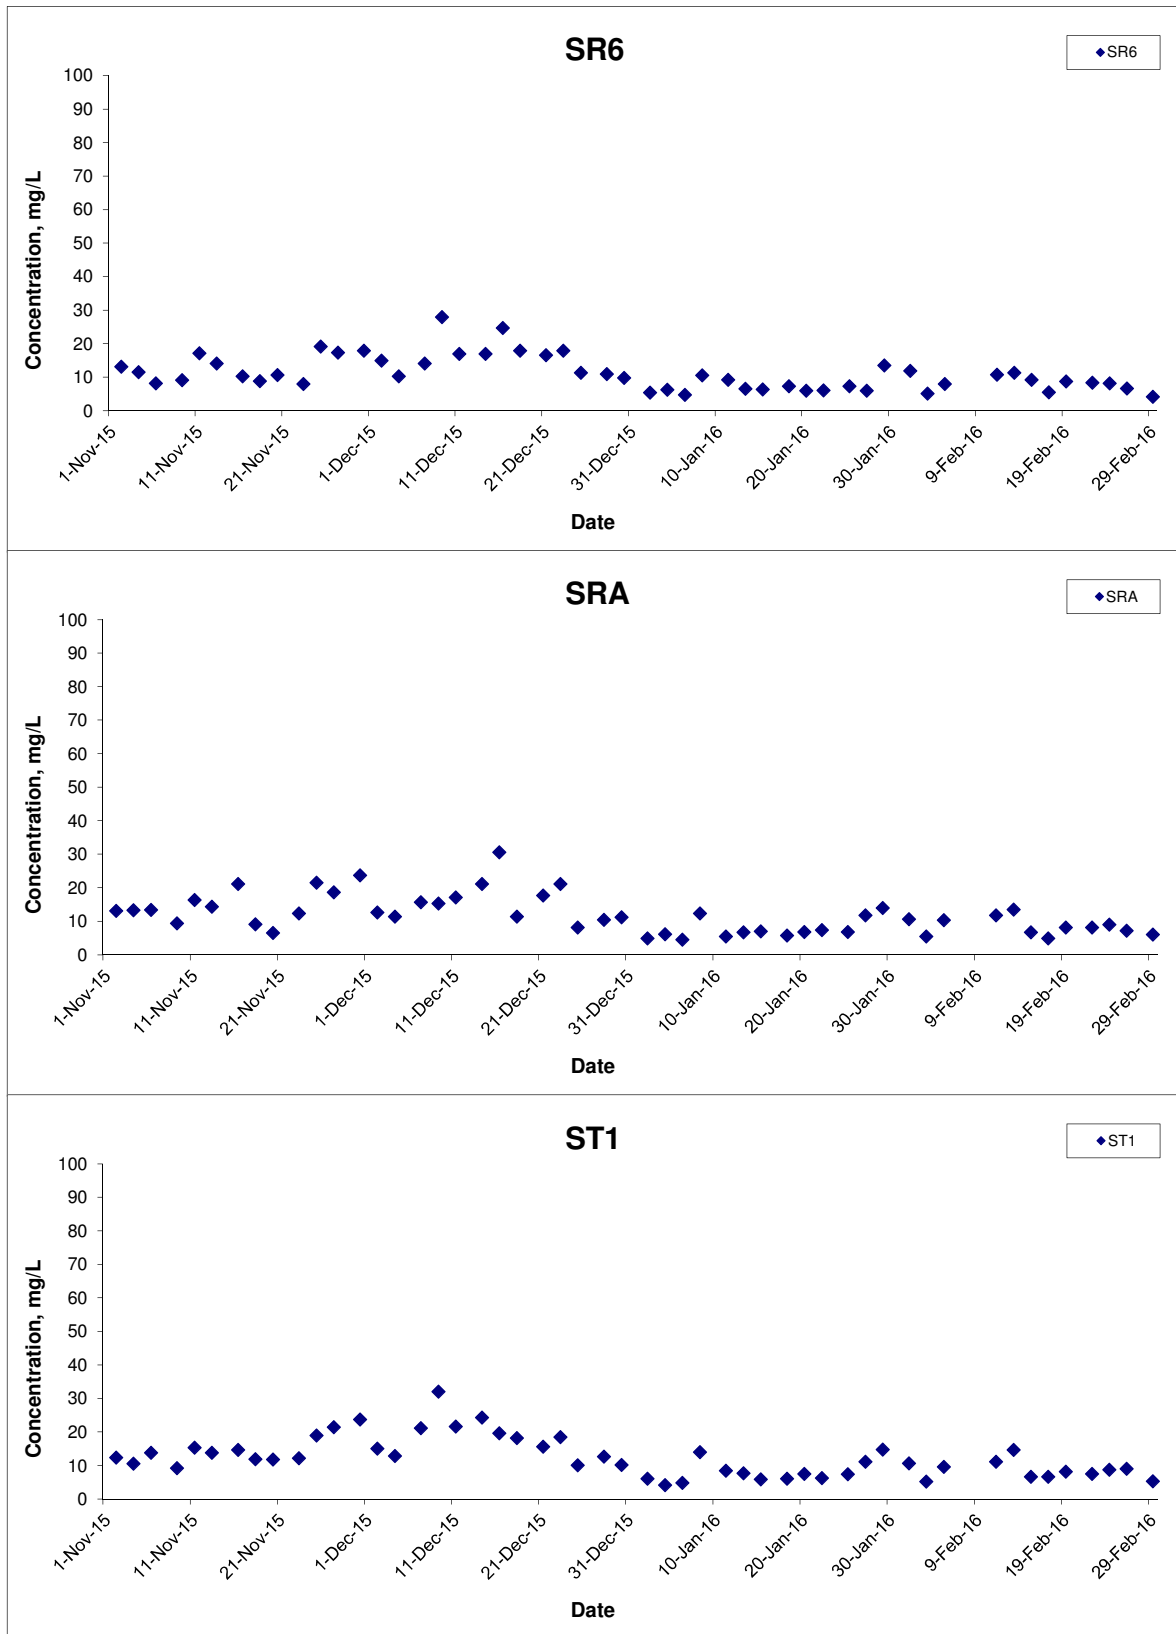 SR6
SR6
100
90
80
70
60
50
40
30
20
10
0
Concentration, mg/L
1-Nov-15
11-Nov-15
21-Nov-15
1-Dec-15
11-Dec-15
21-Dec-15
31-Dec-15
10-Jan-16
20-Jan-16
30-Jan-16
9-Feb-16
19-Feb-16
29-Feb-16
Date
SRA
SRA
100
90
80
70
60
50
40
30
20
10
0
Concentration, mg/L
1-Nov-15
11-Nov-15
21-Nov-15
1-Dec-15
11-Dec-15
21-Dec-15
31-Dec-15
10-Jan-16
20-Jan-16
30-Jan-16
9-Feb-16
19-Feb-16
29-Feb-16
Date
ST1
ST1
100
90
80
70
60
50
40
30
20
10
0
Concentration, mg/L
1-Nov-15
11-Nov-15
21-Nov-15
1-Dec-15
11-Dec-15
21-Dec-15
31-Dec-15
10-Jan-16
20-Jan-16
30-Jan-16
9-Feb-16
19-Feb-16
29-Feb-16
Date